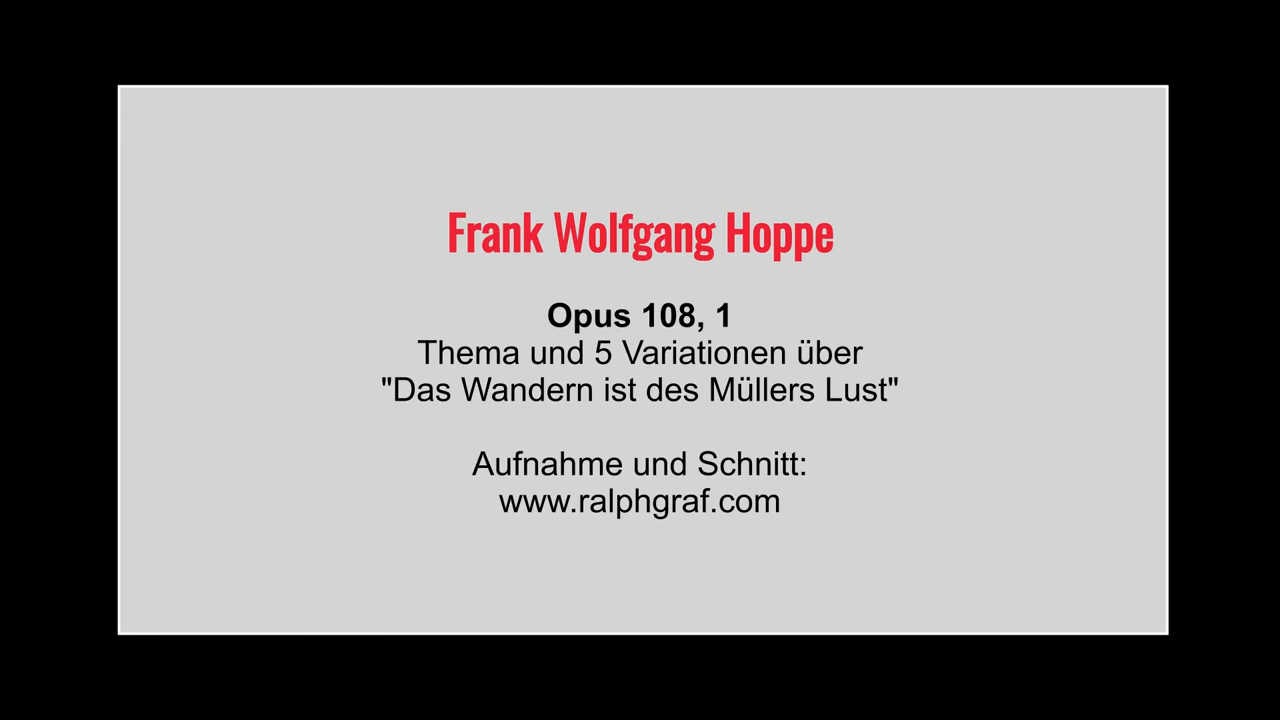 Frank Wolfgang Hoppe
Opus 108, 1
Thema und 5 Variationen über
"Das Wandern ist des Müllers Lust"
Aufnahme und Schnitt:
www.ralphgraf.com